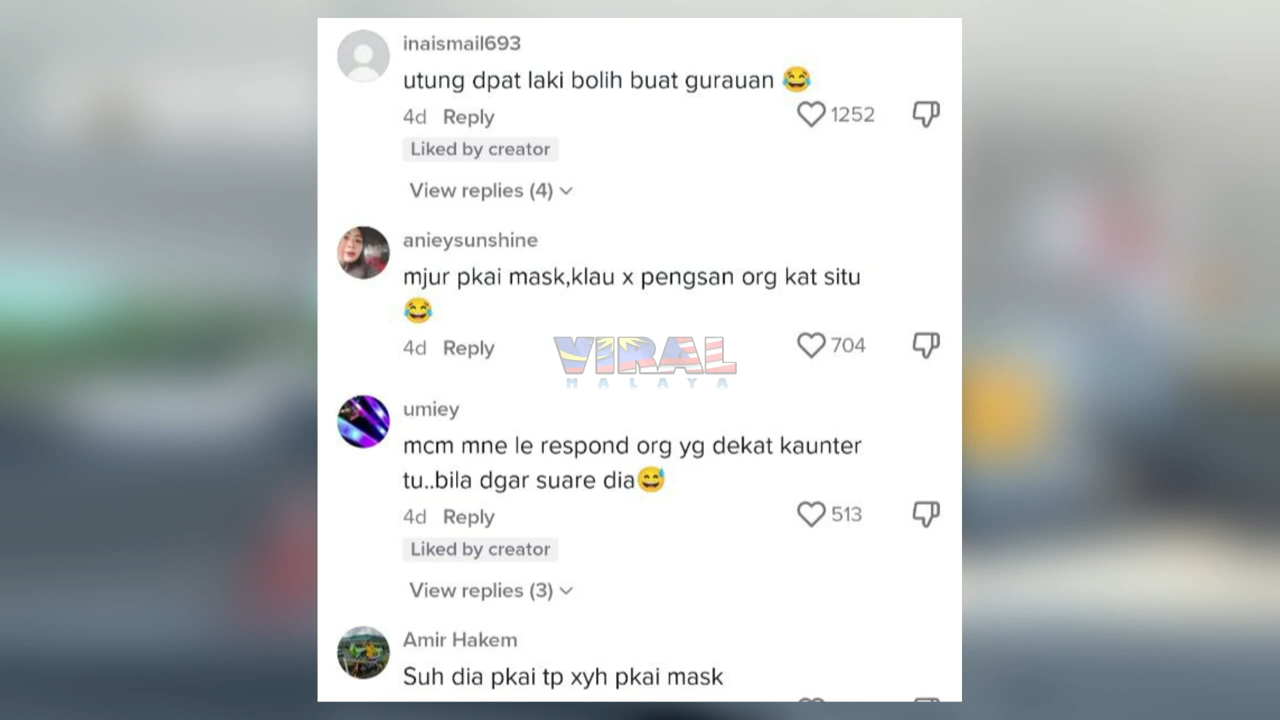 inaismail693
utung dpat laki bolih buat gurauan 😂
4d Reply
1252
Liked by creator
View replies (4)
anieysunshine
mjur pkai mask,klau x pengsan org kat situ
😂
4d Reply
704
VIRAL
MALAYA
umiey
mcm mne le respond org yg dekat kaunter
tu..bila dgar suare dia😅
4d Reply
513
Liked by creator
View replies (3)
Amir Hakem
Suh dia pkai tp xyh pkai mask